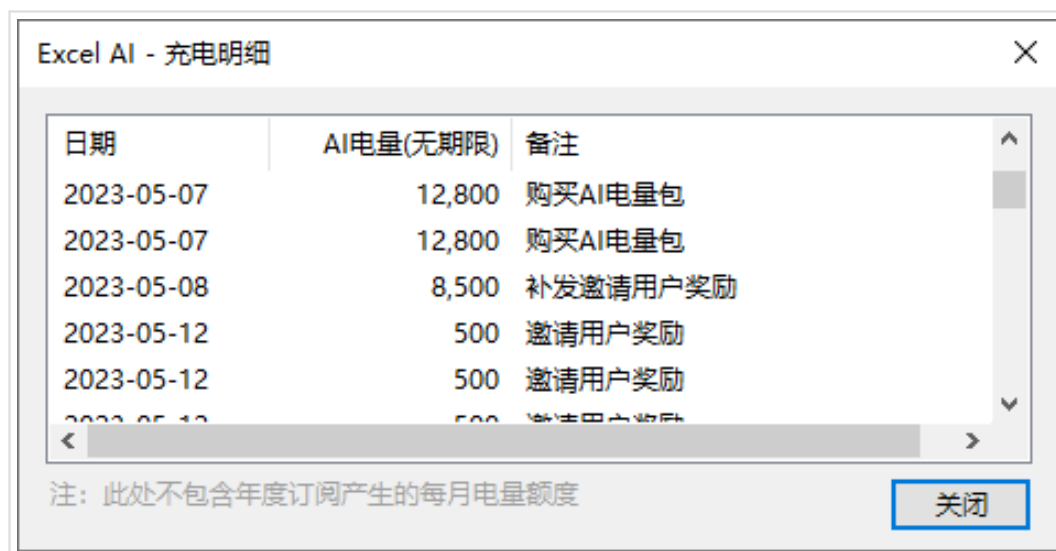 Excel AI - 充电明细
日期 AI电量(无期限) 备注
2023-05-07 12,800 购买AI电量包
2023-05-07 12,800 购买AI电量包
2023-05-08 8,500 补发邀请用户奖励
2023-05-12 500 邀请用户奖励
2023-05-12 500 邀请用户奖励
注：此处不包含年度订阅产生的每月电量额度
关闭